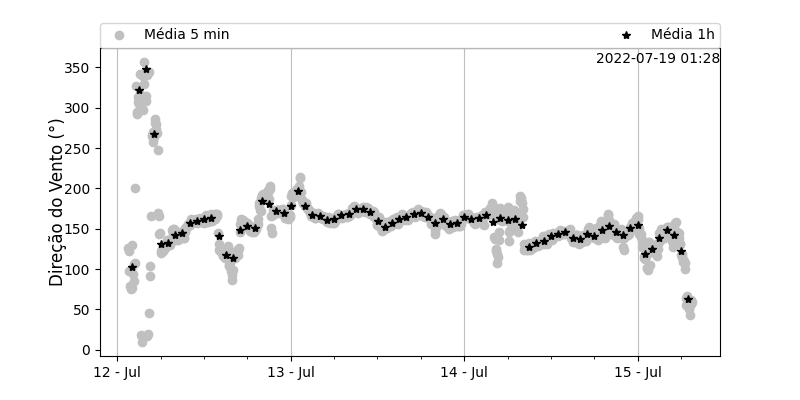 Média 5 min
Média 1h
2022-07-19 01:28
Direção do Vento (°)
350
300
250
200
150
100
50
0
12 - Jul
13 - Jul
14 - Jul
15 - Jul